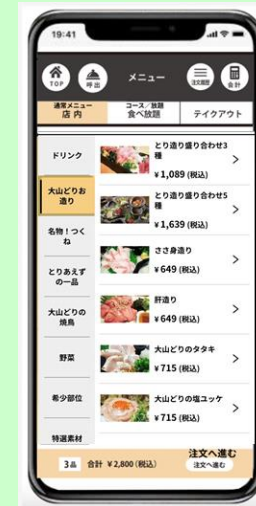 19:41
TOP
呼出
メニュー
注文履歴
会計
通常メニュー
店内
コース／放題
食べ放題
テイクアウト
ドリンク
大山どりお
造り
名物！つく
ね
とりあえず
の一品
大山どりの
焼鳥
野菜
希少部位
特選素材
とり造り盛り合わせ3
種
¥1,089 (税込)
とり造り盛り合わせ5
種
¥1,639 (税込)
ささ身造り
¥649 (税込)
肝造り
¥649 (税込)
大山どりのタタキ
¥715 (税込)
大山どりの塩ユッケ
¥715 (税込)
3品 合計 ¥2,800(税込)
注文へ進む
注文へ進む